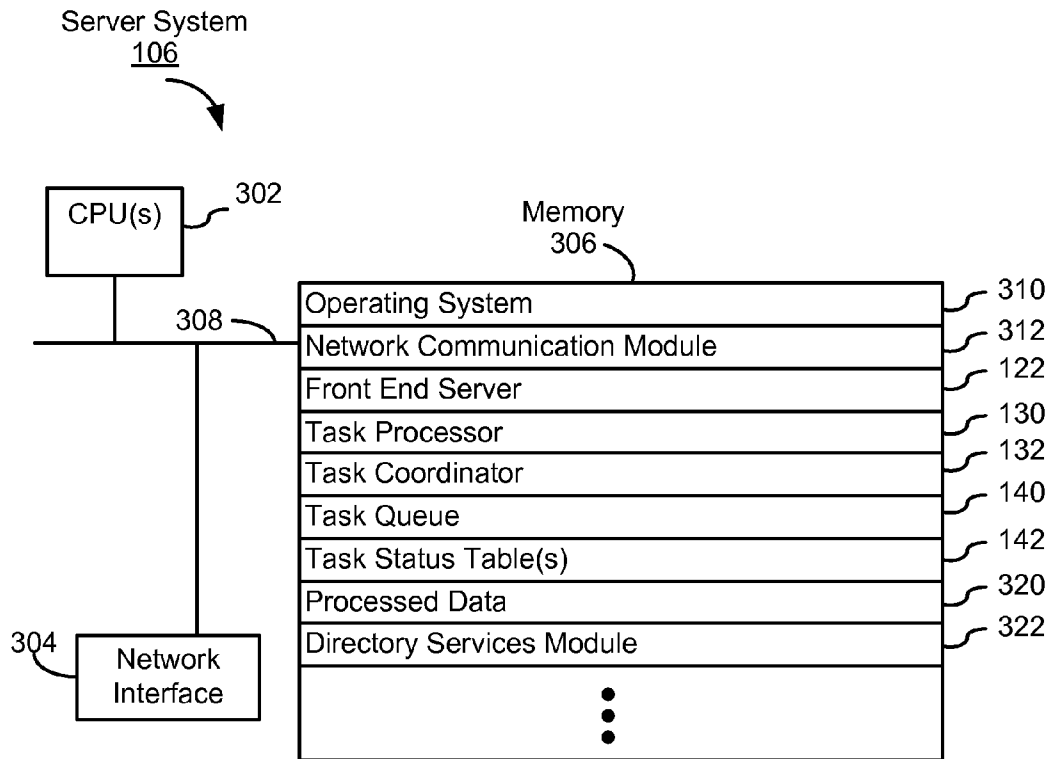 Server System
106
CPU(s)
302
Memory
306
308
Operating System
310
Network Communication Module
312
Front End Server
122
Task Processor
130
Task Coordinator
132
Task Queue
140
Task Status Table(s)
142
Processed Data
320
Directory Services Module
322
304
Network
Interface